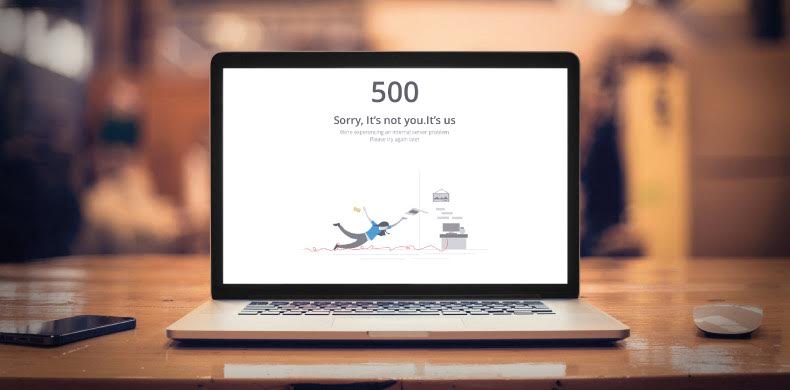 500
Sorry, It's not you.It's us
We're experiencing an internal server problem,
Please try again later